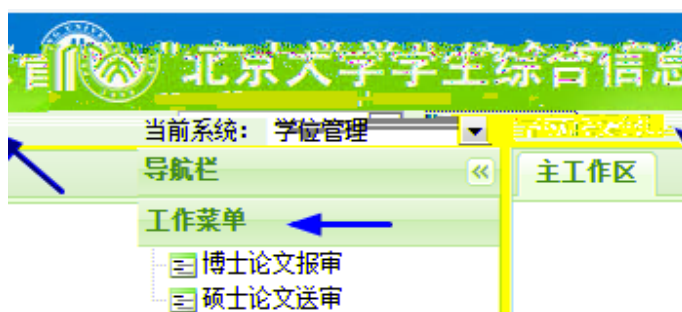 北京大学学生综合信息
当前系统： 学位管理
导航栏
主工作区
工作菜单
博士论文报审
硕士论文送审